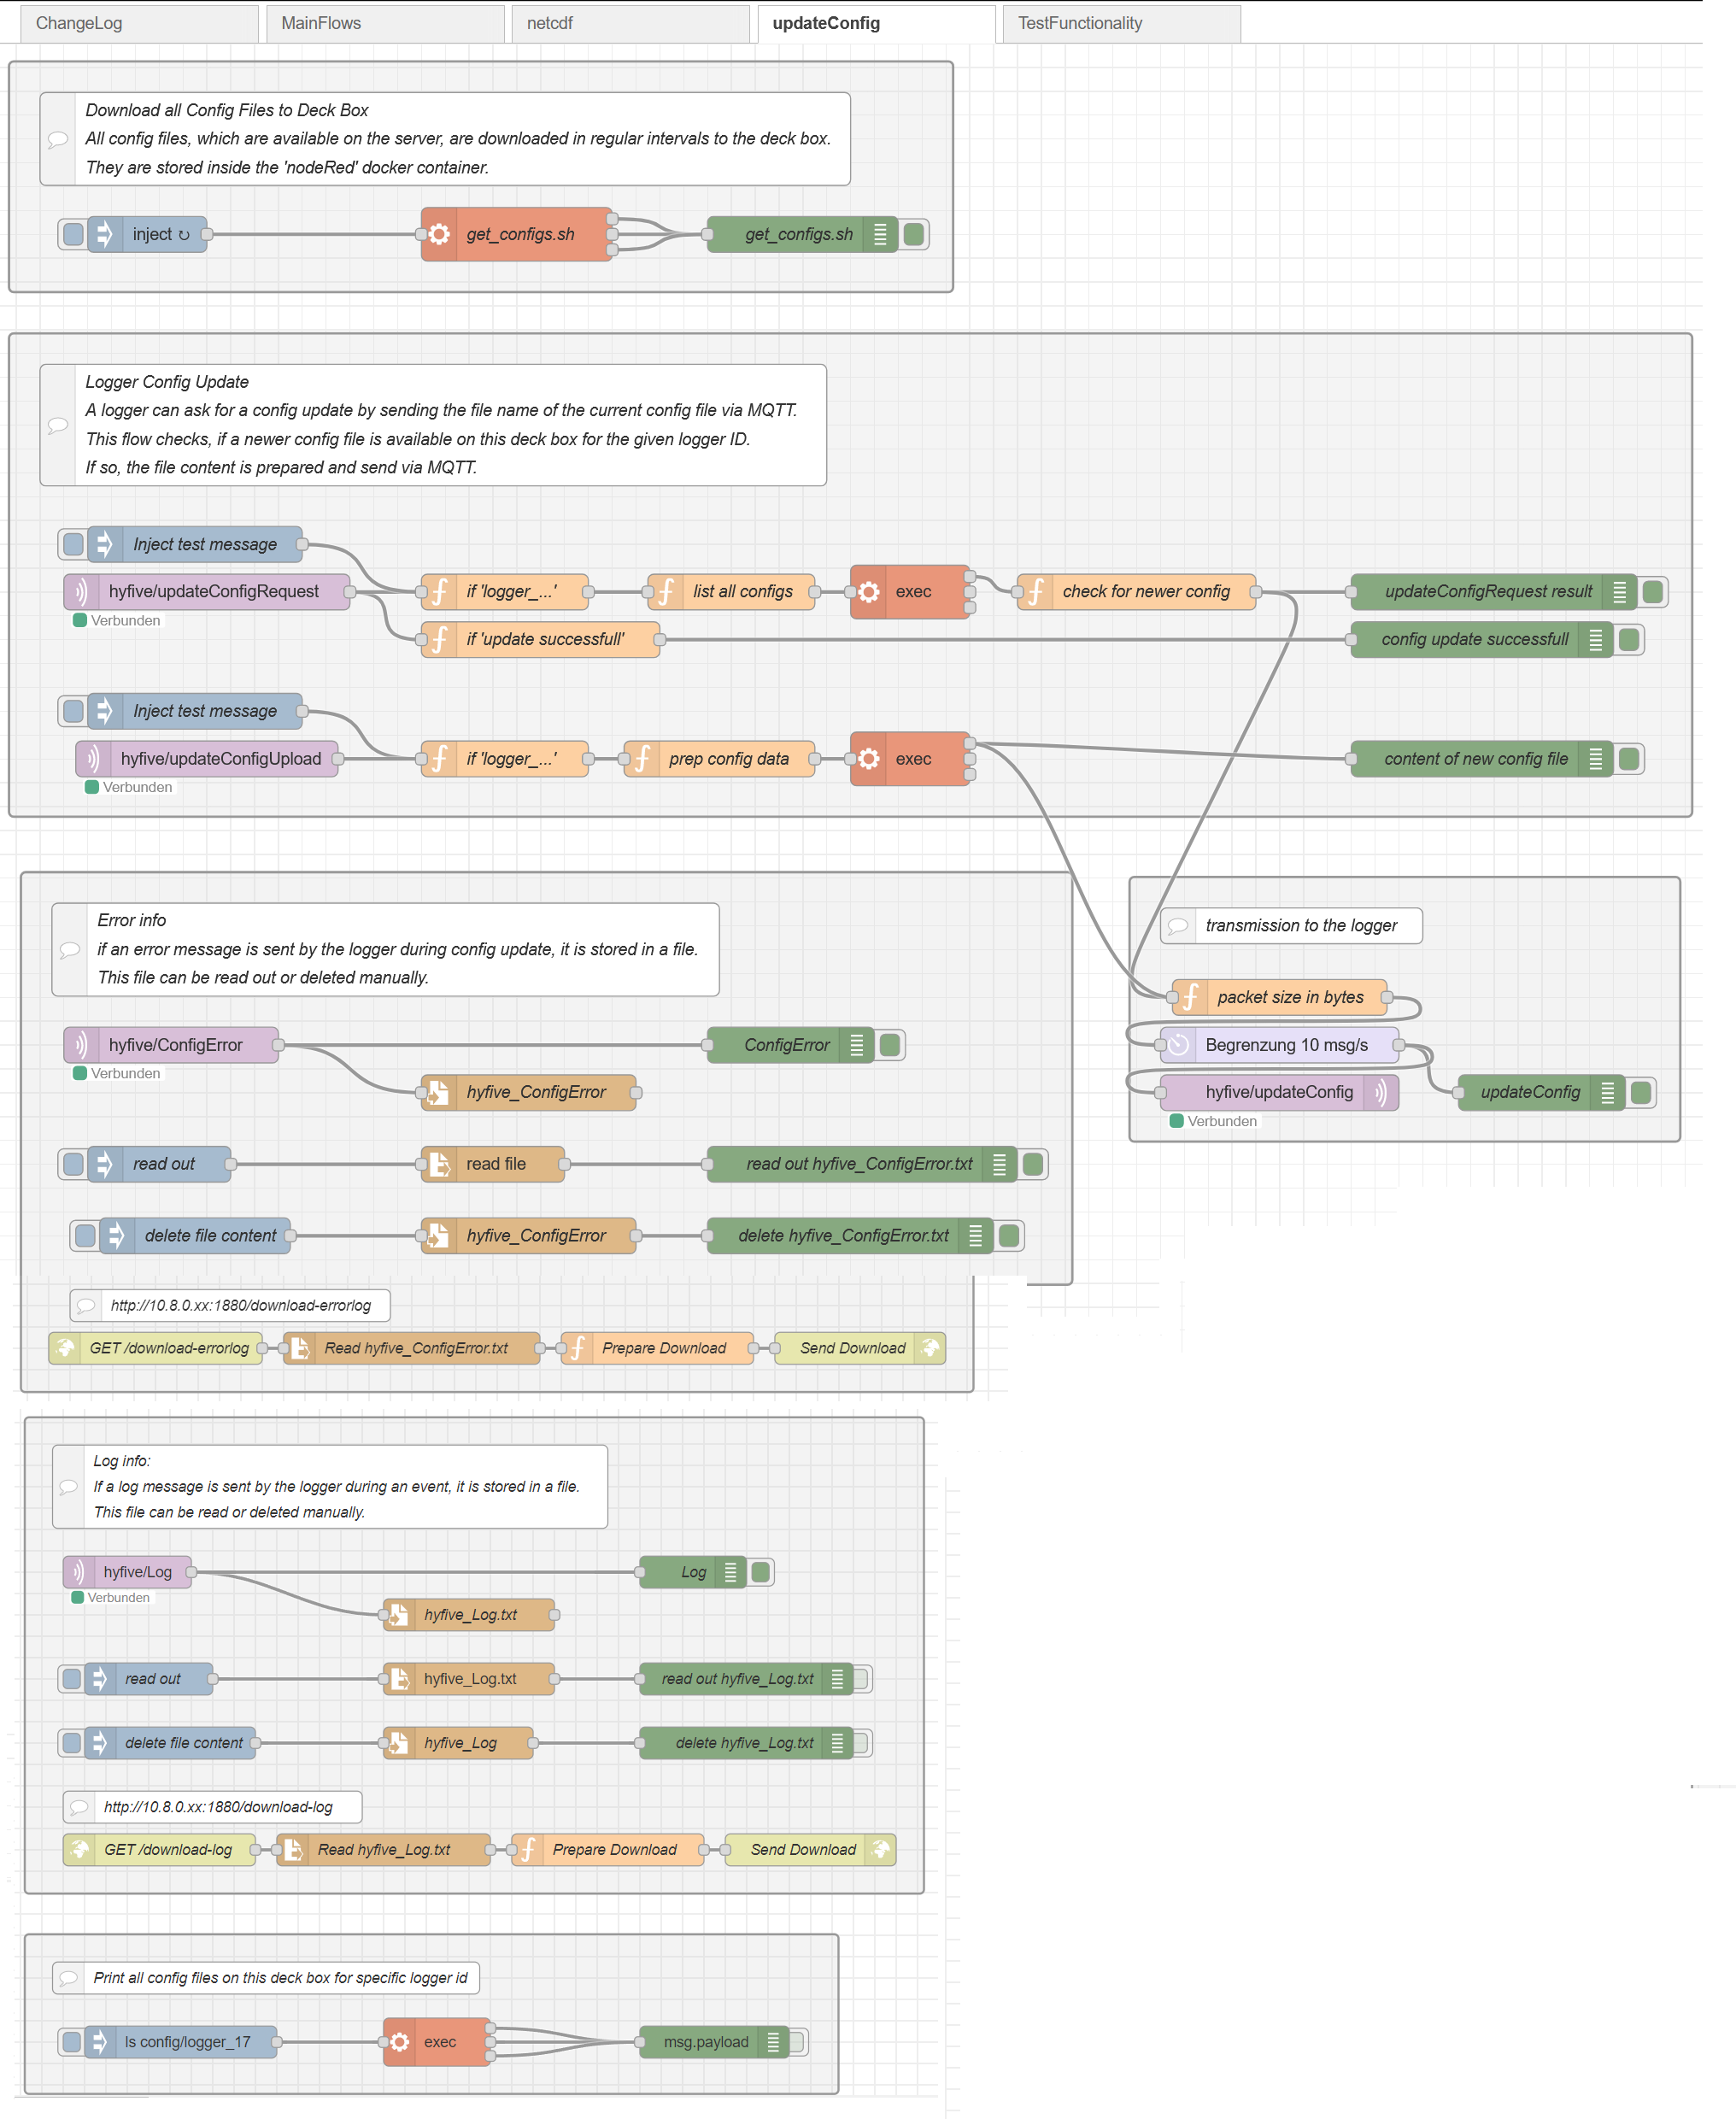 ChangeLog
MainFlows
netcdf
updateConfig
TestFunctionality
Download all Config Files to Deck Box
All config files, which are available on the server, are downloaded in regular intervals to the deck box.
They are stored inside the 'nodeRed' docker container.
inject ↻
get_configs.sh
get_configs.sh
Logger Config Update
A logger can ask for a config update by sending the file name of the current config file via MQTT.
This flow checks, if a newer config file is available on this deck box for the given logger ID.
If so, the file content is prepared and send via MQTT.
Inject test message
hyfive/updateConfigRequest
if 'logger_...'
list all configs
exec
check for newer config
updateConfigRequest result
Verbunden
if 'update successfull'
config update successfull
Inject test message
hyfive/updateConfigUpload
if 'logger_...'
prep config data
exec
content of new config file
Verbunden
Error info
if an error message is sent by the logger during config update, it is stored in a file.
This file can be read out or deleted manually.
transmission to the logger
packet size in bytes
Begrenzung 10 msg/s
hyfive/updateConfig
updateConfig
Verbunden
hyfive/ConfigError
ConfigError
Verbunden
hyfive_ConfigError
read out
read file
read out hyfive_ConfigError.txt
delete file content
hyfive_ConfigError
delete hyfive_ConfigError.txt
http://10.8.0.xx:1880/download-errorlog
GET /download-errorlog
Read hyfive_ConfigError.txt
Prepare Download
Send Download
Log info:
If a log message is sent by the logger during an event, it is stored in a file.
This file can be read or deleted manually.
hyfive/Log
Log
Verbunden
hyfive_Log.txt
read out
hyfive_Log.txt
read out hyfive_Log.txt
delete file content
hyfive_Log
delete hyfive_Log.txt
http://10.8.0.xx:1880/download-log
GET /download-log
Read hyfive_Log.txt
Prepare Download
Send Download
Print all config files on this deck box for specific logger id
ls config/logger_17
exec
msg.payload